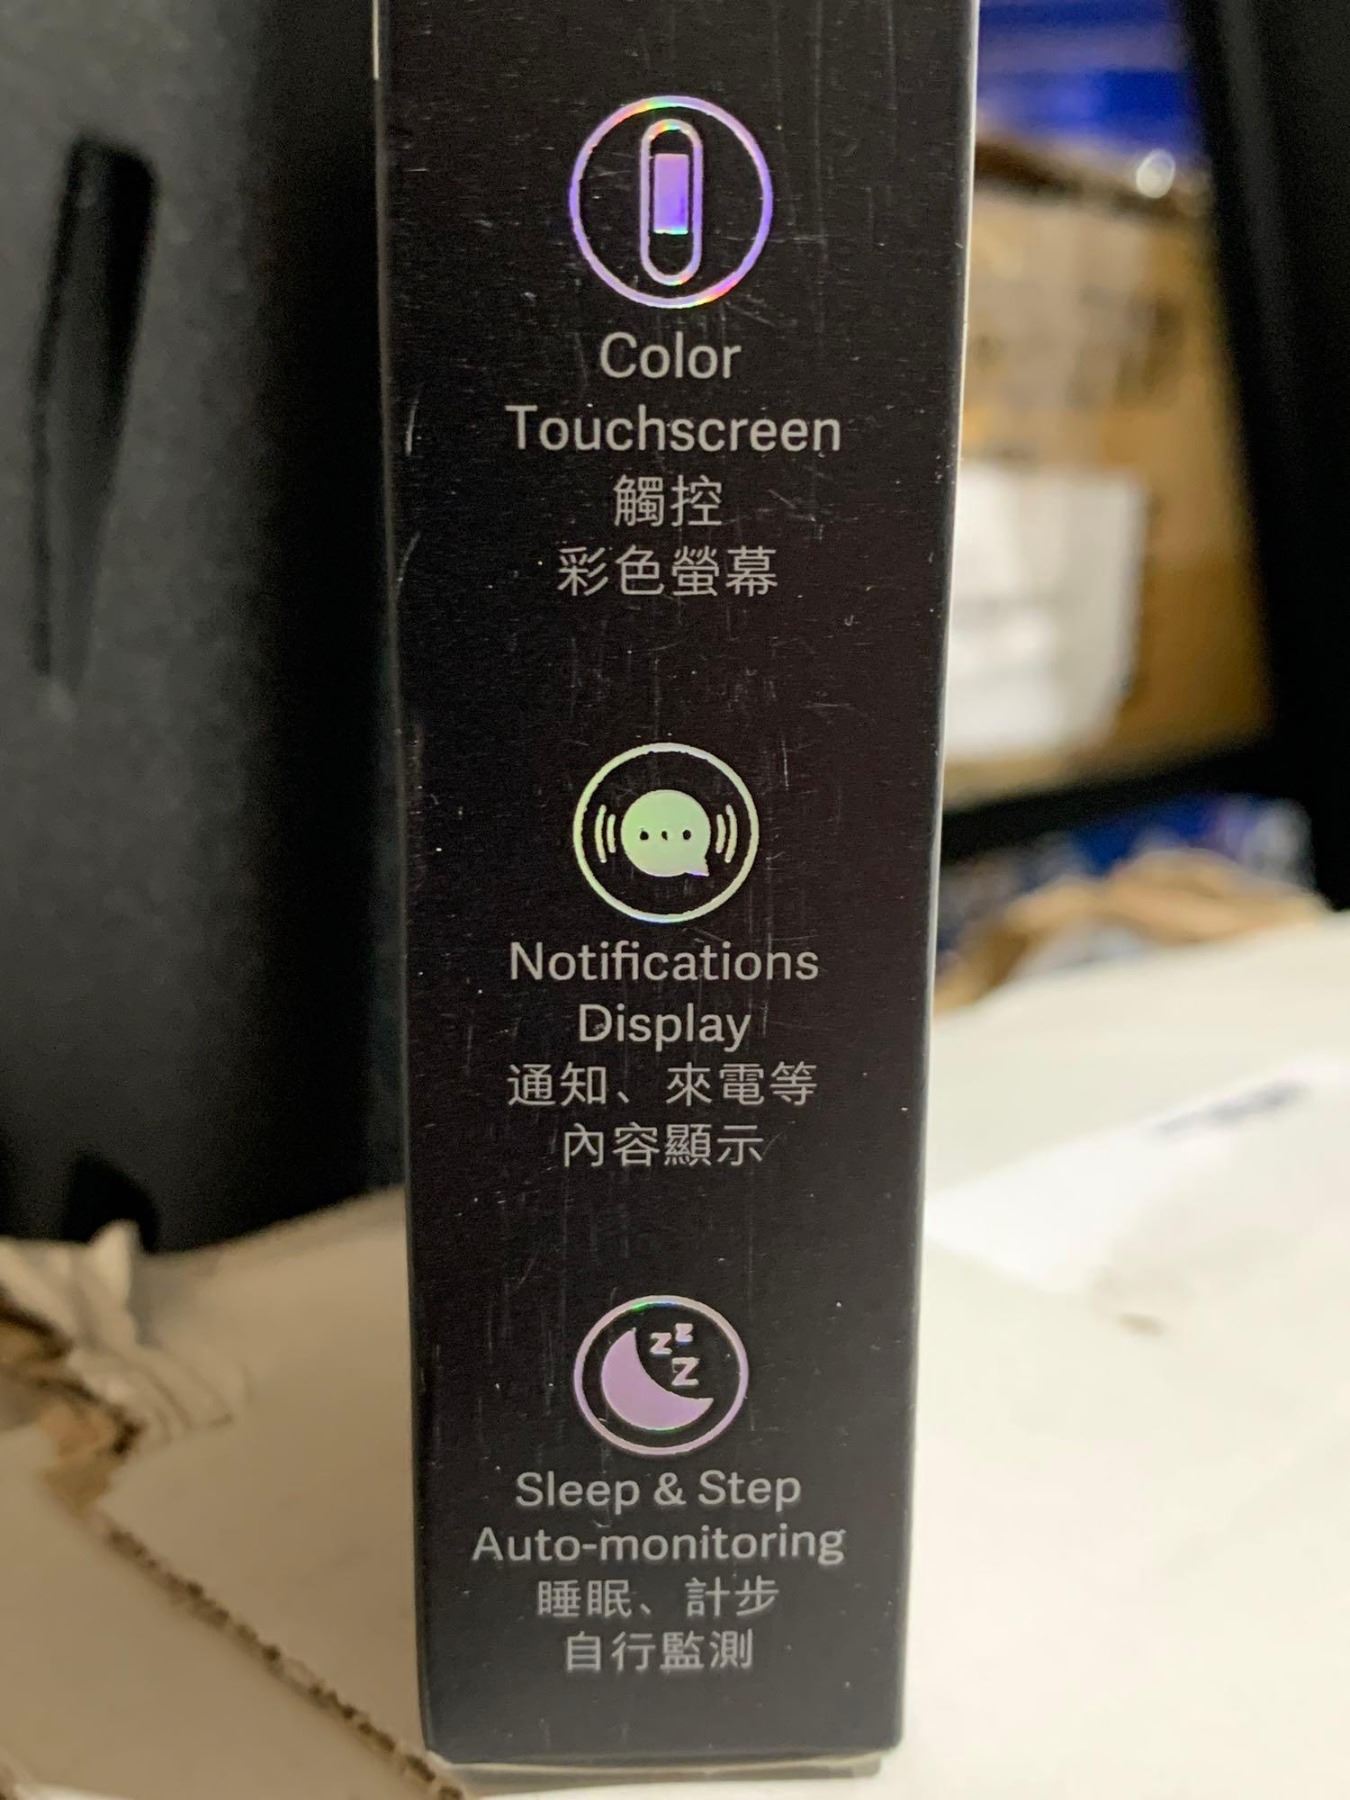 Color
Touchscreen
觸控
彩色螢幕
Notifications
Display
通知、來電等
內容顯示
zzz
Sleep & Step
Auto-monitoring
睡眠、計步
自行監測